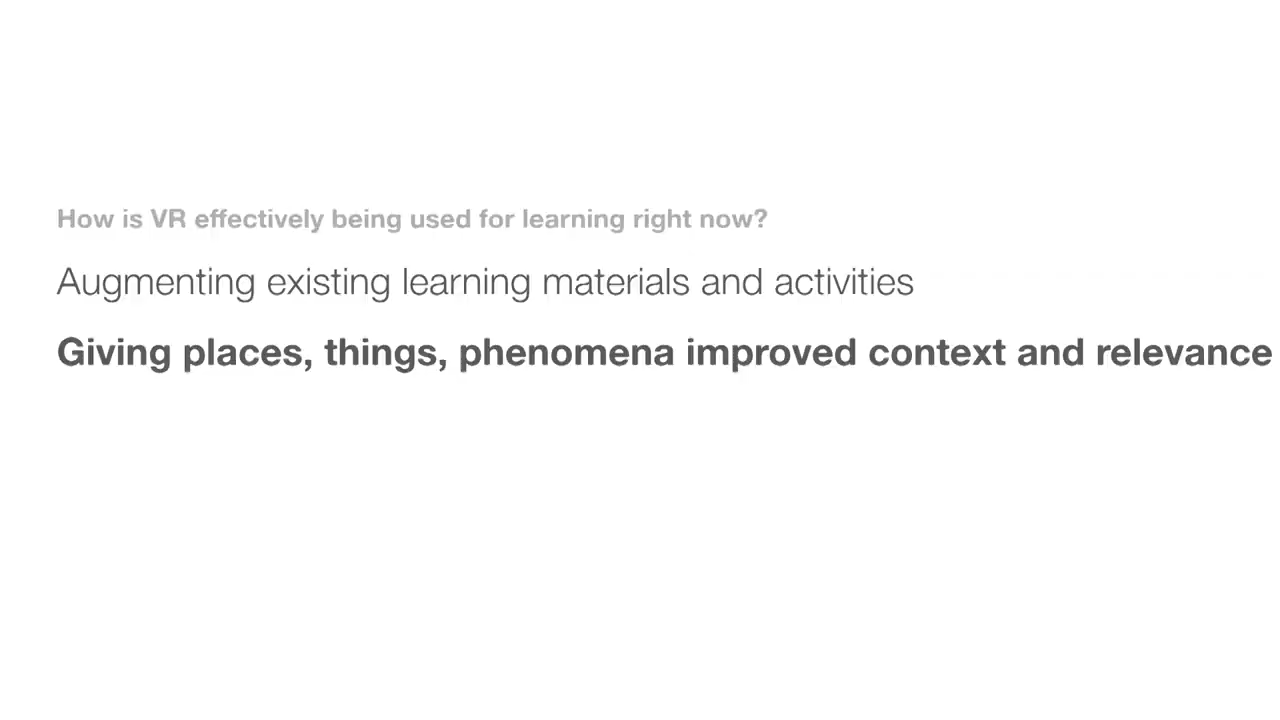 How is VR effectively being used for learning right now?
Augmenting existing learning materials and activities
Giving places, things, phenomena improved context and relevance